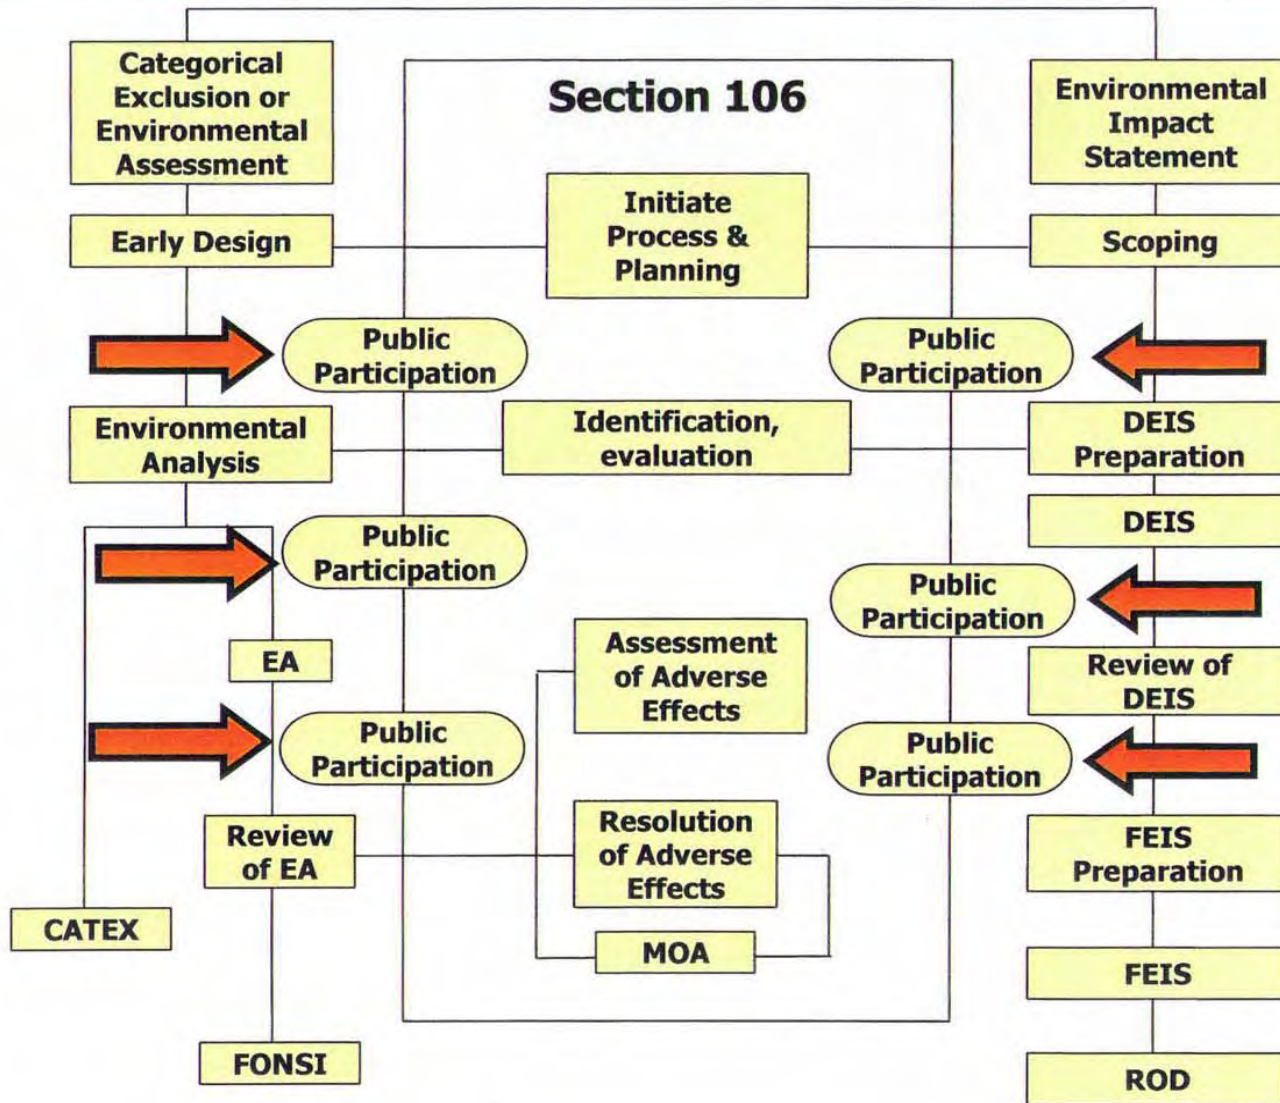 Categorical
Exclusion or
Environmental
Assessment
Section 106
Environmental
Impact
Statement
Early Design
Initiate
Process &
Planning
Scoping
Public
Participation
Public
Participation
Environmental
Analysis
Identification,
evaluation
DEIS
Preparation
DEIS
Public
Participation
Public
Participation
EA
Assessment
of Adverse
Effects
Review of
DEIS
Public
Participation
Public
Participation
Review
of EA
Resolution
of Adverse
Effects
FEIS
Preparation
CATEX
MOA
FEIS
FONSI
ROD